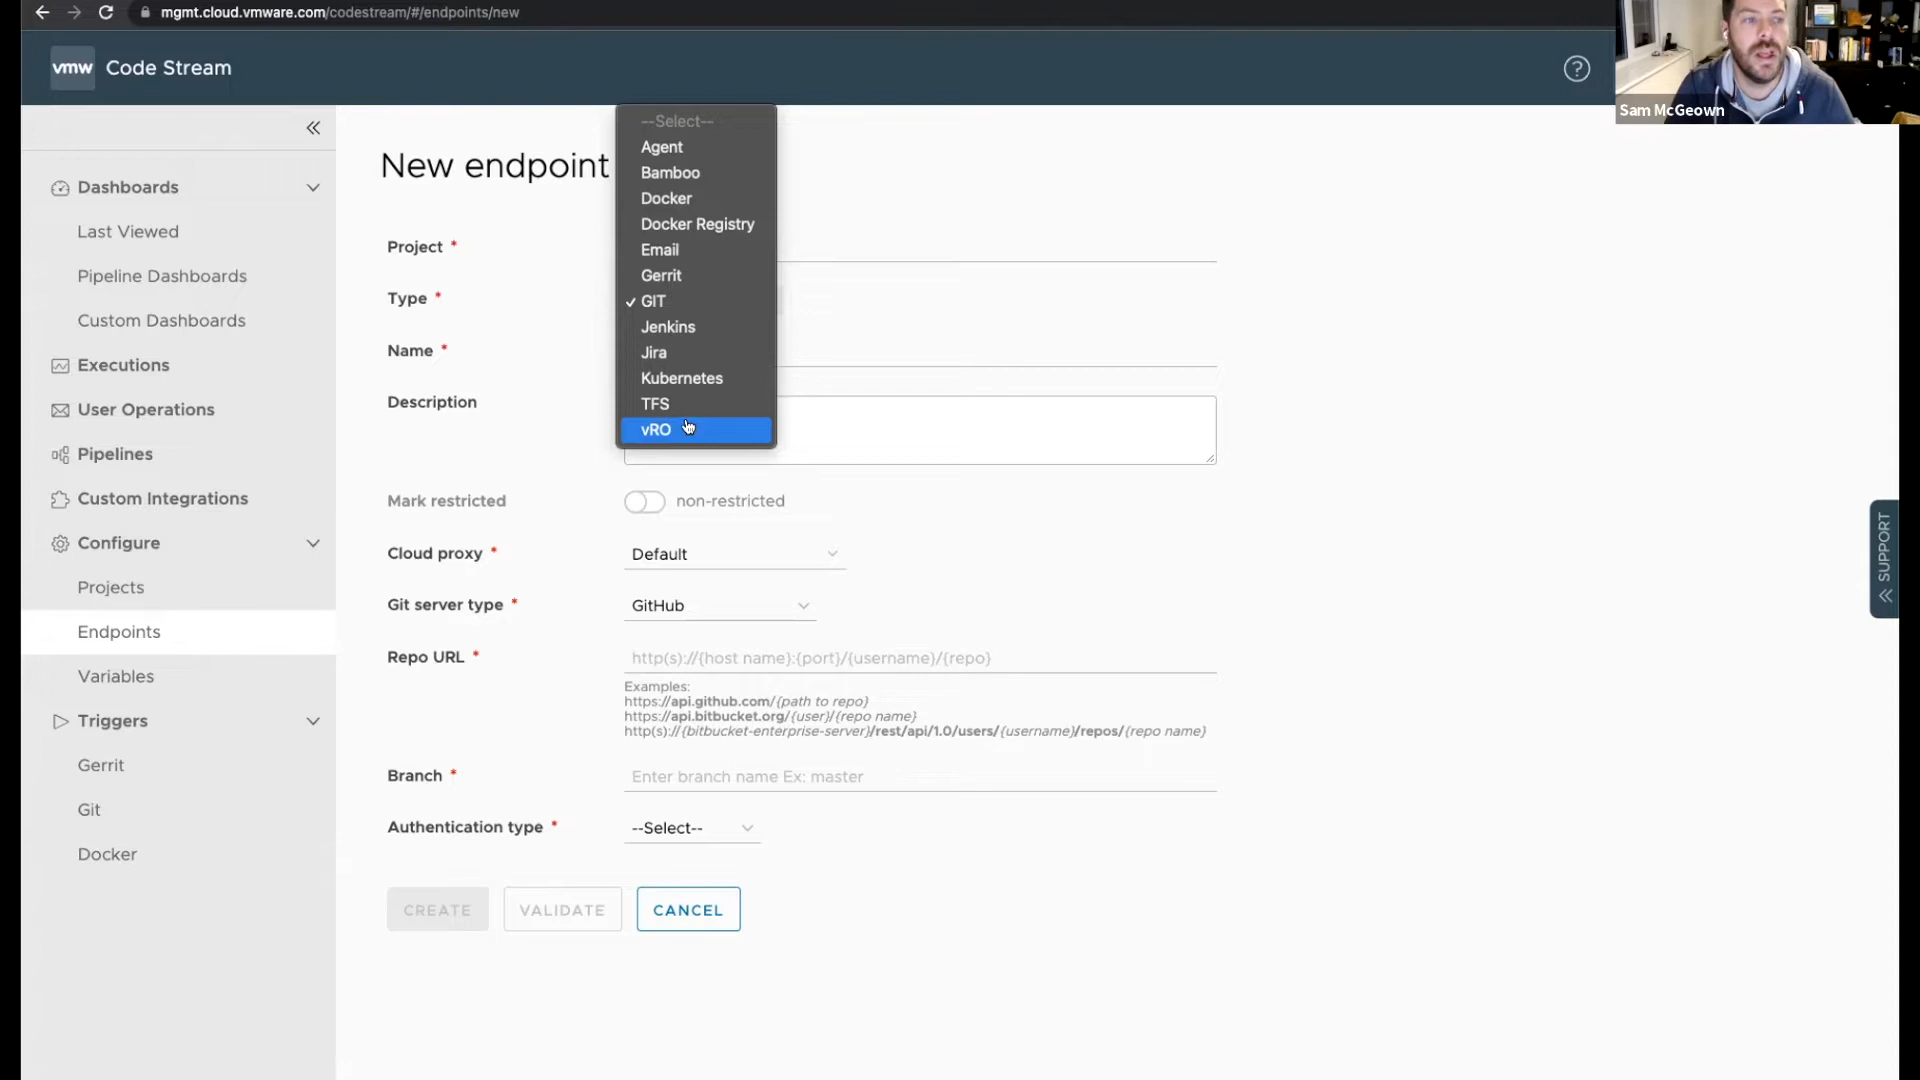 mgmt.cloud.vmware.com/codestream/#/endpoints/new
vmw Code Stream
Sam McGeown
Dashboards
Last Viewed
Pipeline Dashboards
Custom Dashboards
Executions
User Operations
Pipelines
Custom Integrations
Configure
Projects
Endpoints
Variables
Triggers
Gerrit
Git
Docker
New endpoint
--Select--
Agent
Bamboo
Docker
Docker Registry
Email
Gerrit
GIT
Jenkins
Jira
Kubernetes
TFS
vRO
Project *
Type *
Name *
Description
Mark restricted non-restricted
Cloud proxy * Default
Git server type * GitHub
Repo URL * http(s)://{host name}:{port}/{username}/{repo}
Examples:
https://api.github.com/{path to repo}
https://api.bitbucket.org/{user}/{repo name}
http(s)://{bitbucket-enterprise-server}/rest/api/1.0/users/{username}/repos/{repo name}
Branch * Enter branch name Ex: master
Authentication type * --Select--
CREATE VALIDATE CANCEL
SUPPORT